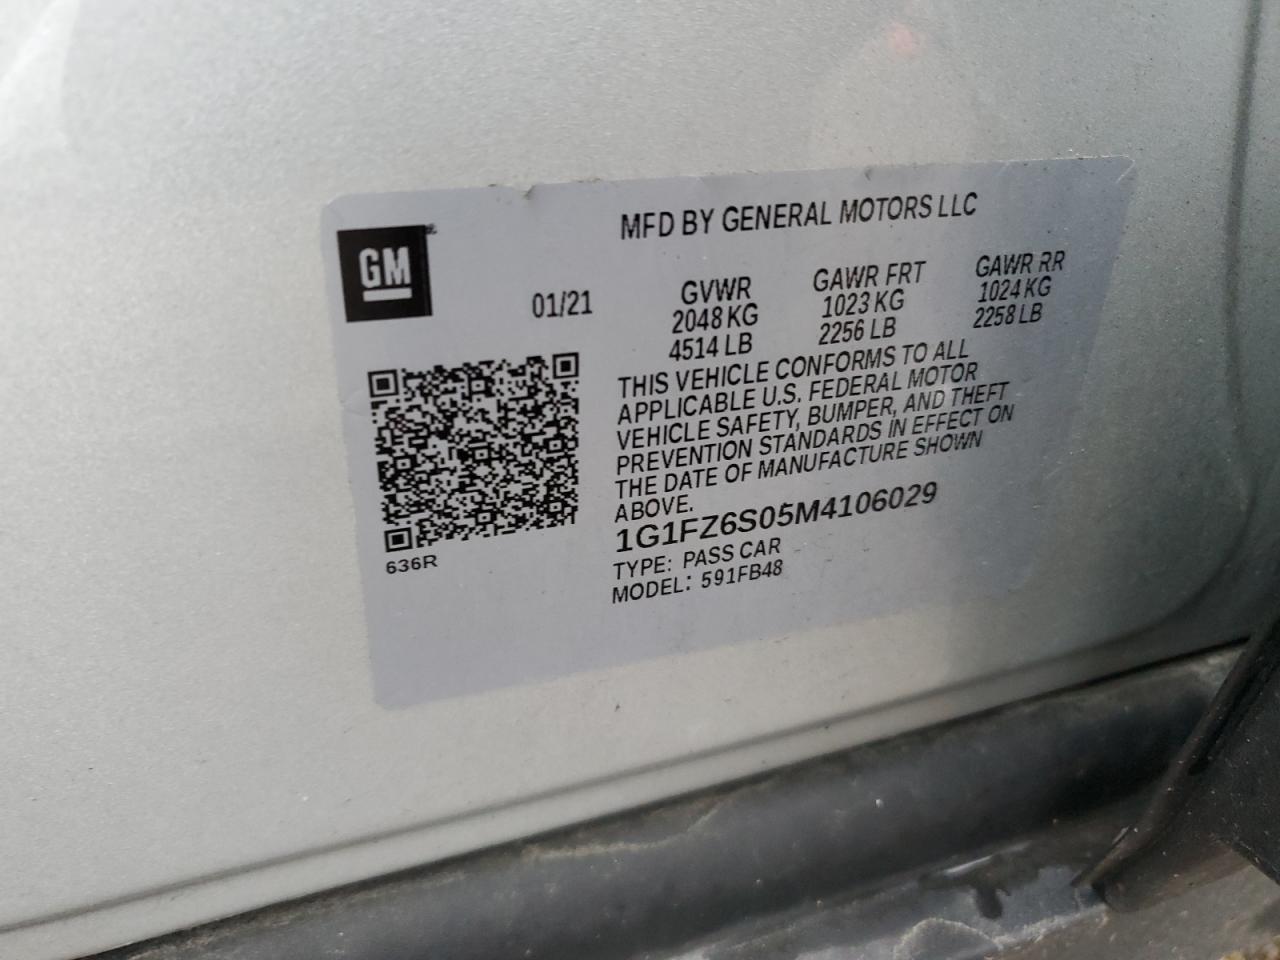 MFD BY GENERAL MOTORS LLC
GM
01/21
GVWR
2048 KG
4514 LB
GAWR FRT
1023 KG
2256 LB
GAWR RR
1024 KG
2258 LB
THIS VEHICLE CONFORMS TO ALL
APPLICABLE U.S. FEDERAL MOTOR
VEHICLE SAFETY, BUMPER, AND THEFT
PREVENTION STANDARDS IN EFFECT ON
THE DATE OF MANUFACTURE SHOWN
ABOVE.
1G1FZ6S05M4106029
TYPE: PASS CAR
MODEL: 591FB48
636R